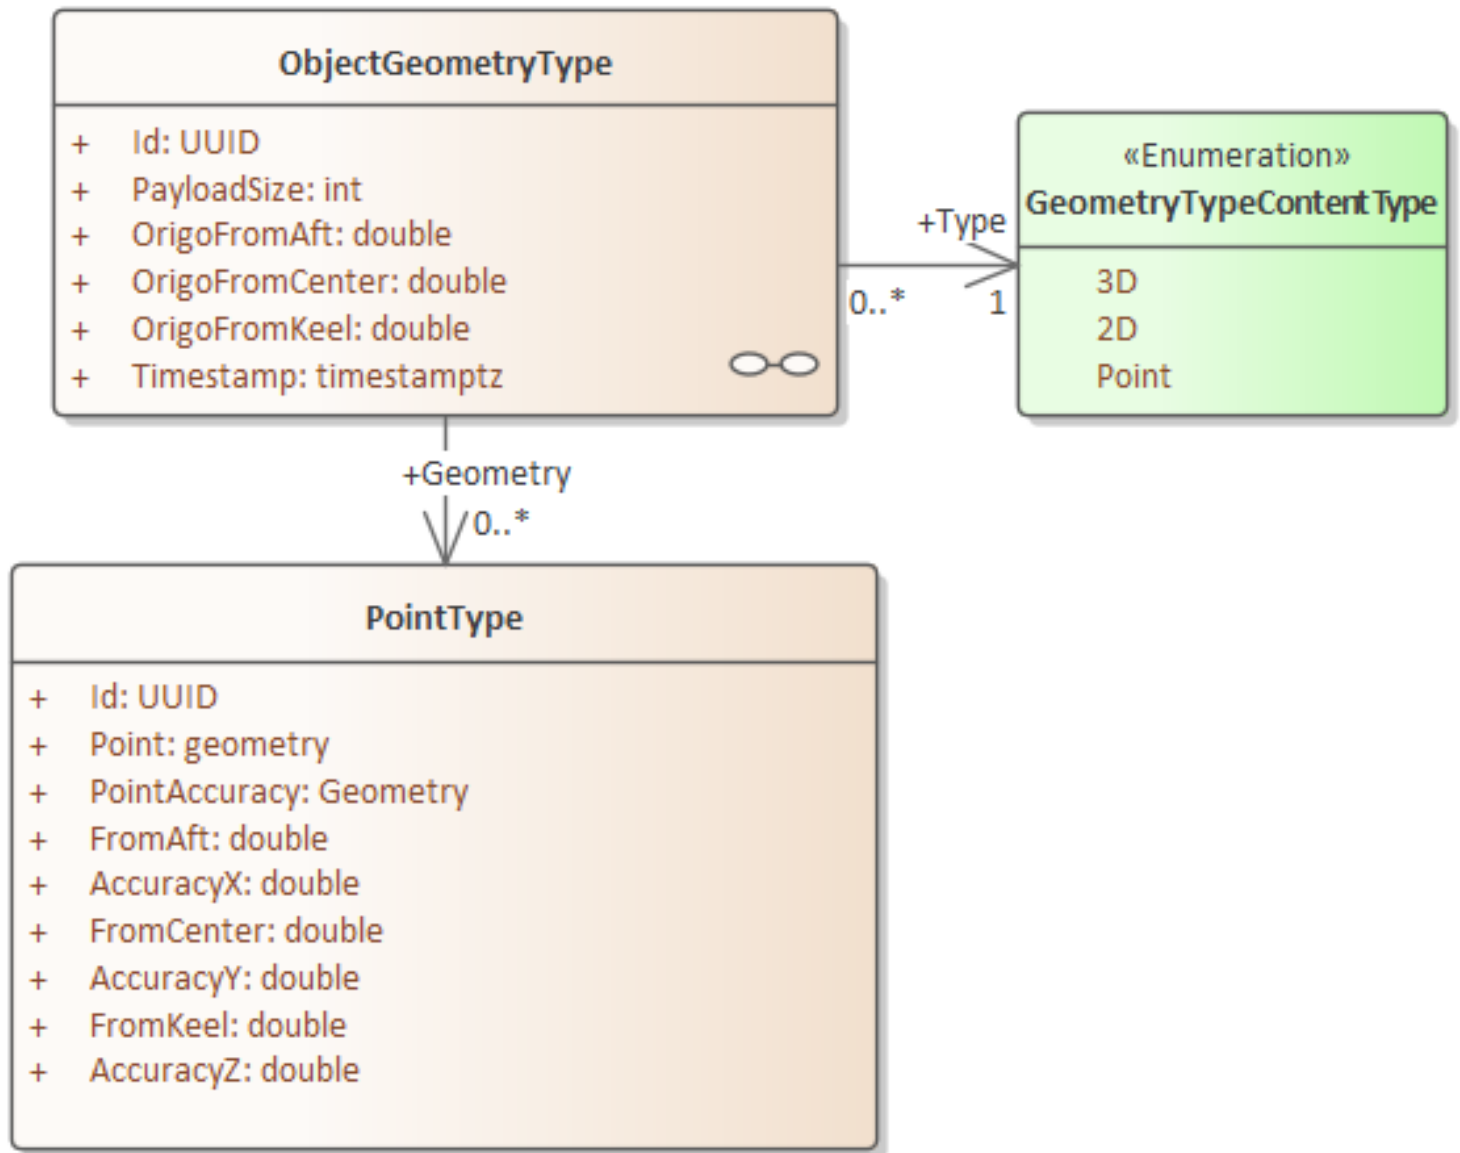 ObjectGeometryType
+ Id: UUID
+ PayloadSize: int
+ OrigoFromAft: double
+ OrigoFromCenter: double
+ OrigoFromKeel: double
+ Timestamp: timestamptz
«Enumeration»
GeometryTypeContentType
3D
2D
Point
+Type
0..* 1
+Geometry
0..*
PointType
+ Id: UUID
+ Point: geometry
+ PointAccuracy: Geometry
+ FromAft: double
+ AccuracyX: double
+ FromCenter: double
+ AccuracyY: double
+ FromKeel: double
+ AccuracyZ: double